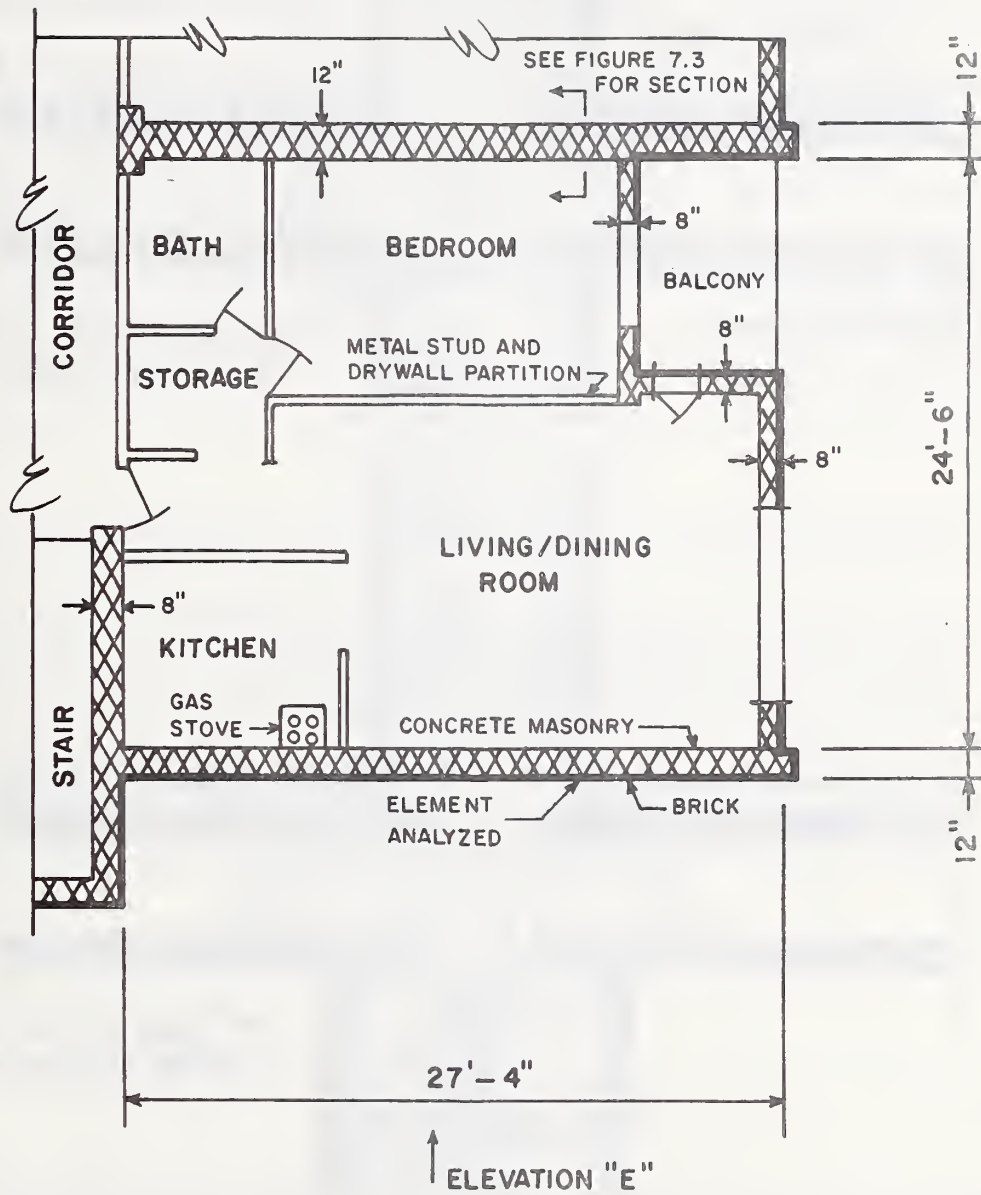 SEE FIGURE 7.3
FOR SECTION
12"
12"
BATH
BEDROOM
8"
BALCONY
CORRIDOR
8"
METAL STUD AND
DRYWALL PARTITION
STORAGE
24'-6"
8"
LIVING/DINING
ROOM
8"
KITCHEN
GAS
STOVE
CONCRETE MASONRY
STAIR
ELEMENT
ANALYZED
BRICK
12"
27'-4"
ELEVATION "E"